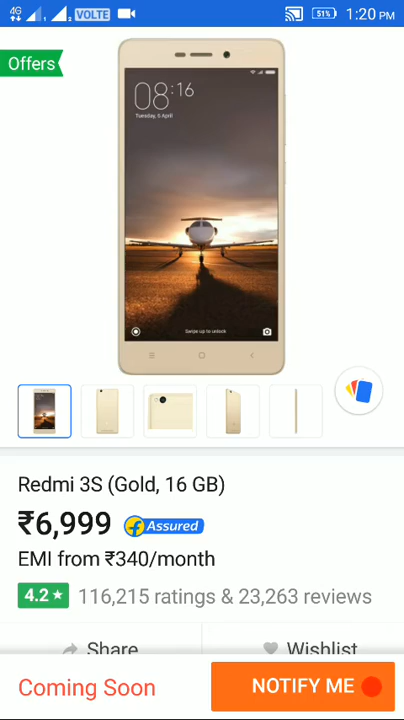 4G VOLTE 51% 1:20 PM
Offers
08:16
Tuesday, 5 April
Swipe up to unlock
Redmi 3S (Gold, 16 GB)
₹6,999 f Assured
EMI from ₹340/month
4.2 ★ 116,215 ratings & 23,263 reviews
Share Wishlist
Coming Soon NOTIFY ME